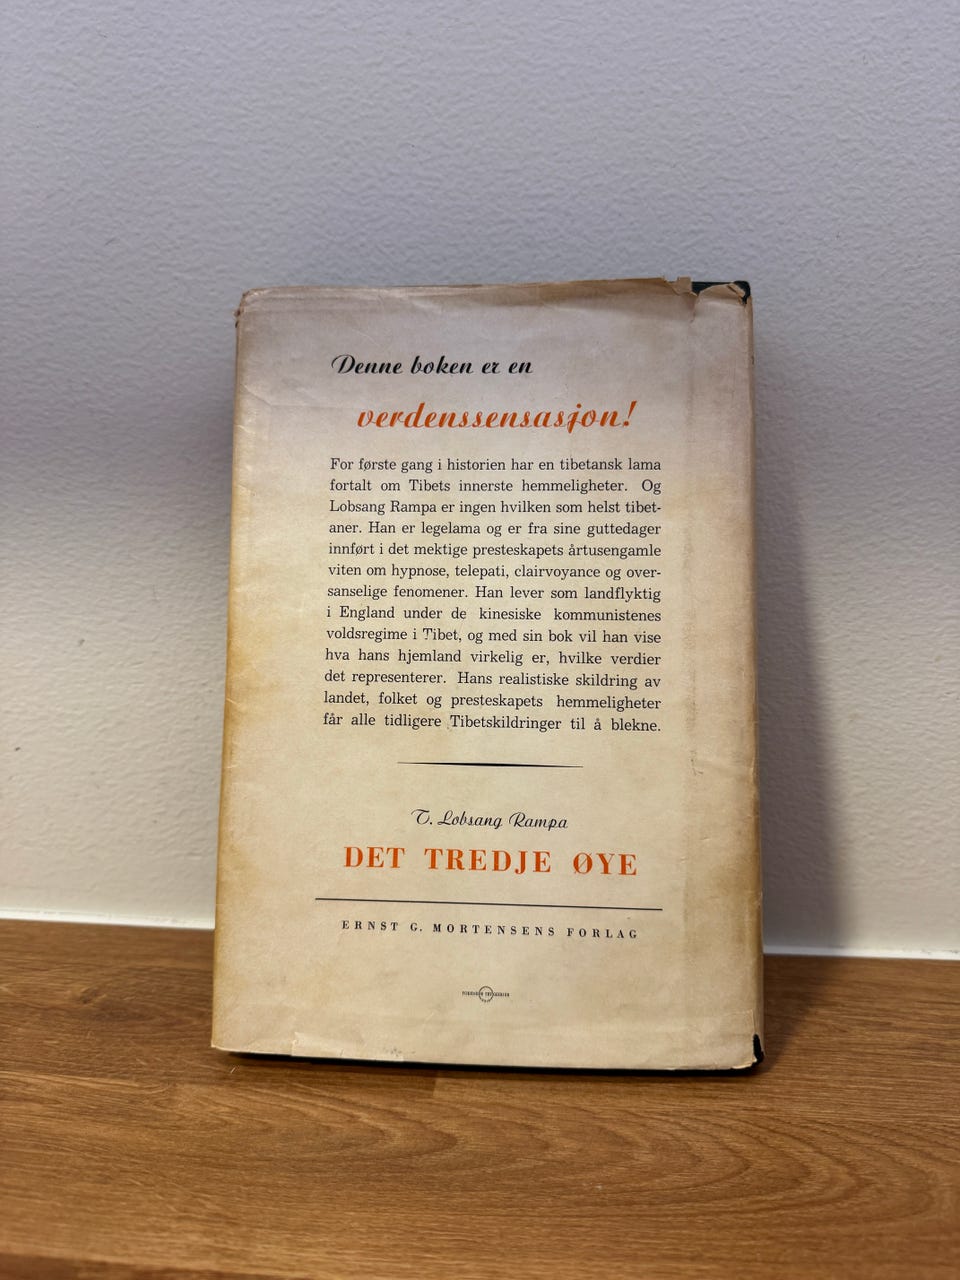 Denne boken er en
verdenssensasjon!
For første gang i historien har en tibetansk lama
fortalt om Tibets innerste hemmeligheter. Og
Lobsang Rampa er ingen hvilken som helst tibet-
aner. Han er legelama og er fra sine guttedager
innført i det mektige presteskapets årtusengamle
viten om hypnose, telepati, clairvoyance og over-
sanselige fenomener. Han lever som landflyktig
i England under de kinesiske kommunistenes
voldsregime i Tibet, og med sin bok vil han vise
hva hans hjemland virkelig er, hvilke verdier
det representerer. Hans realistiske skildring av
landet, folket og presteskapets hemmeligheter
får alle tidligere Tibetskildringer til å blekne.
T. Lobsang Rampa
DET TREDJE ØYE
ERNST G. MORTENSENS FORLAG